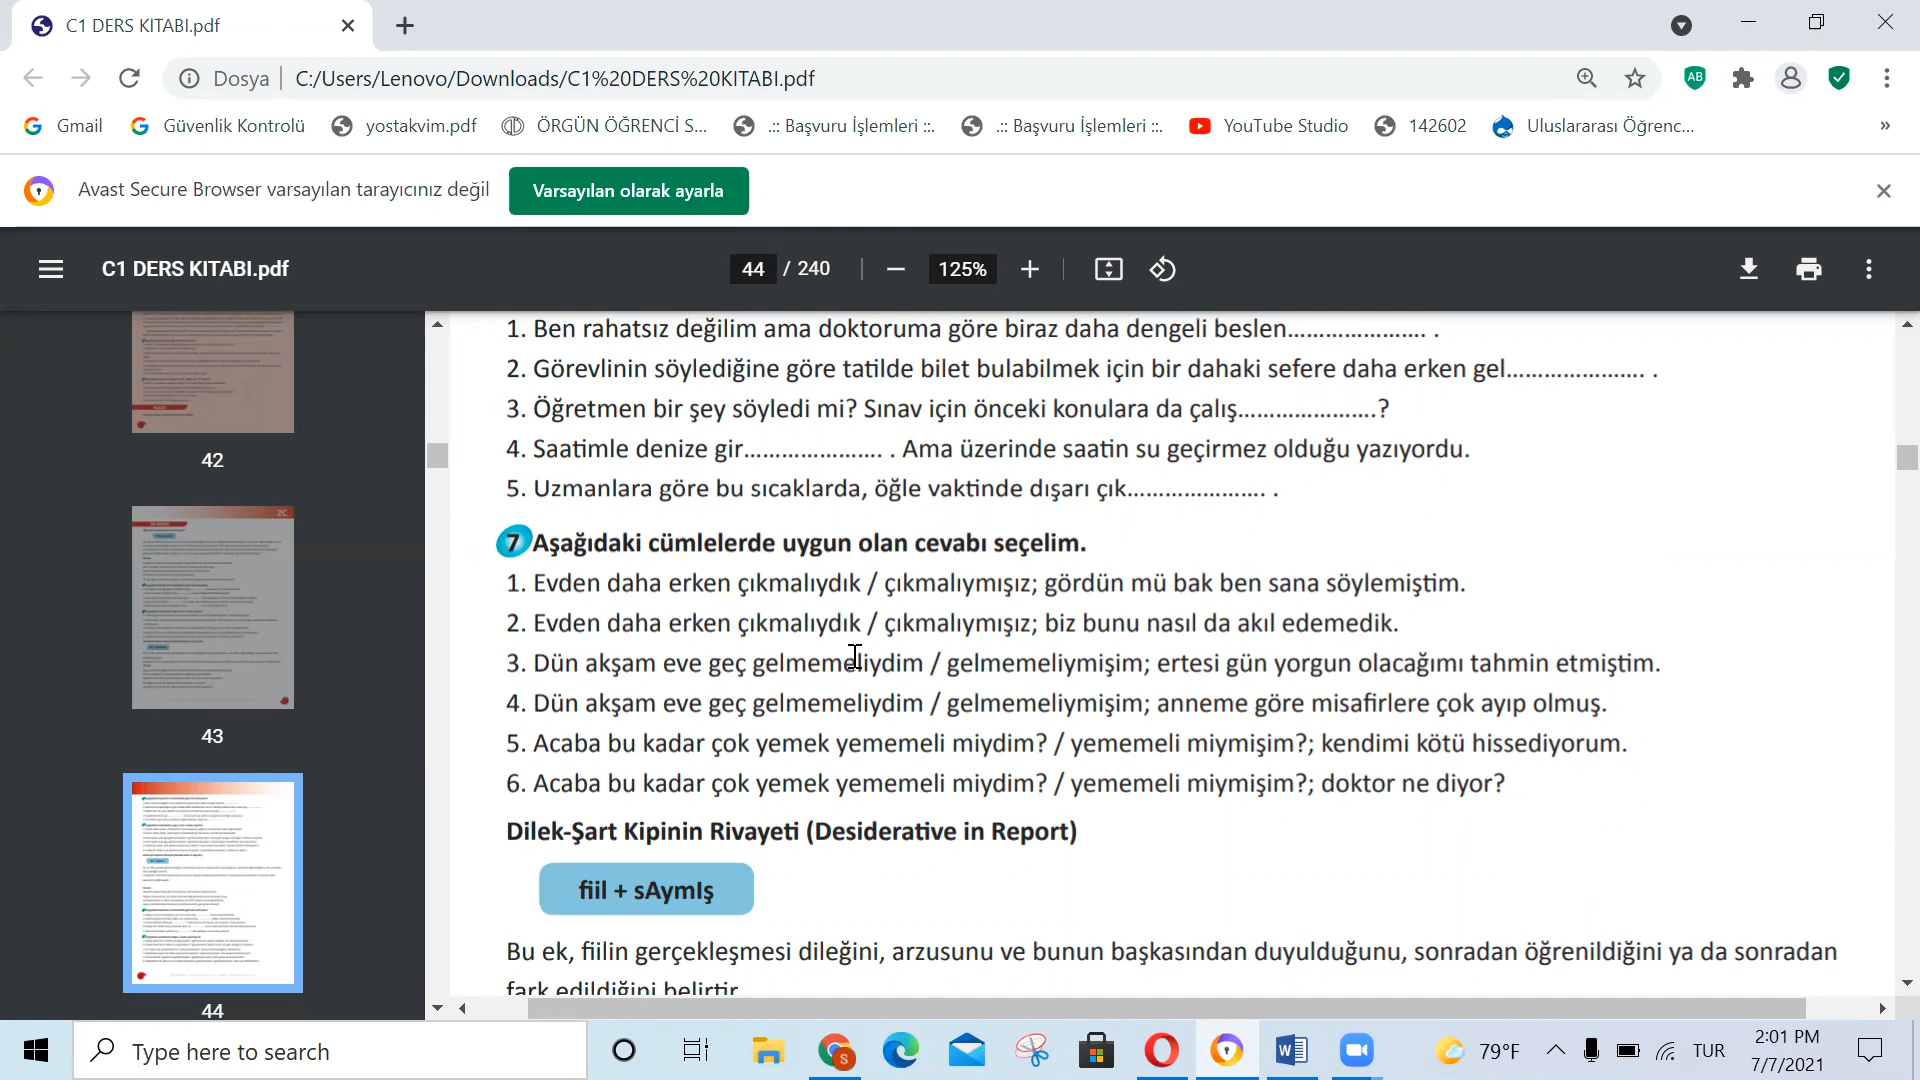 C1 DERS KITABI.pdf
Dosya | C:/Users/Lenovo/Downloads/C1%20DERS%20KITABI.pdf
AB
Gmail Güvenlik Kontrolü yostakvim.pdf ÖRGÜN ÖĞRENCİ S... .:: Başvuru İşlemleri ::. .:: Başvuru İşlemleri ::. YouTube Studio 142602 Uluslararası Öğrenc... »
Avast Secure Browser varsayılan tarayıcınız değil Varsayılan olarak ayarla
C1 DERS KITABI.pdf 44 / 240 125%
42
2C
43
44
1. Ben rahatsız değilim ama doktoruma göre biraz daha dengeli beslen...................... .
2. Görevlinin söylediğine göre tatilde bilet bulabilmek için bir dahaki sefere daha erken gel...................... .
3. Öğretmen bir şey söyledi mi? Sınav için önceki konulara da çalış......................?
4. Saatimle denize gir...................... . Ama üzerinde saatin su geçirmez olduğu yazıyordu.
5. Uzmanlara göre bu sıcaklarda, öğle vaktinde dışarı çık...................... .
7 Aşağıdaki cümlelerde uygun olan cevabı seçelim.
1. Evden daha erken çıkmalıydık / çıkmalıymışız; gördün mü bak ben sana söylemiştim.
2. Evden daha erken çıkmalıydık / çıkmalıymışız; biz bunu nasıl da akıl edemedik.
3. Dün akşam eve geç gelmemeliydim / gelmemeliymişim; ertesi gün yorgun olacağımı tahmin etmiştim.
4. Dün akşam eve geç gelmemeliydim / gelmemeliymişim; anneme göre misafirlere çok ayıp olmuş.
5. Acaba bu kadar çok yemek yememeli miydim? / yememeli miymişim?; kendimi kötü hissediyorum.
6. Acaba bu kadar çok yemek yememeli miydim? / yememeli miymişim?; doktor ne diyor?
Dilek-Şart Kipinin Rivayeti (Desiderative in Report)
fiil + sAymIş
Bu ek, fiilin gerçekleşmesi dileğini, arzusunu ve bunun başkasından duyulduğunu, sonradan öğrenildiğini ya da sonradan
fark edildiğini belirtir
Type here to search
S
79°F TUR 2:01 PM
7/7/2021